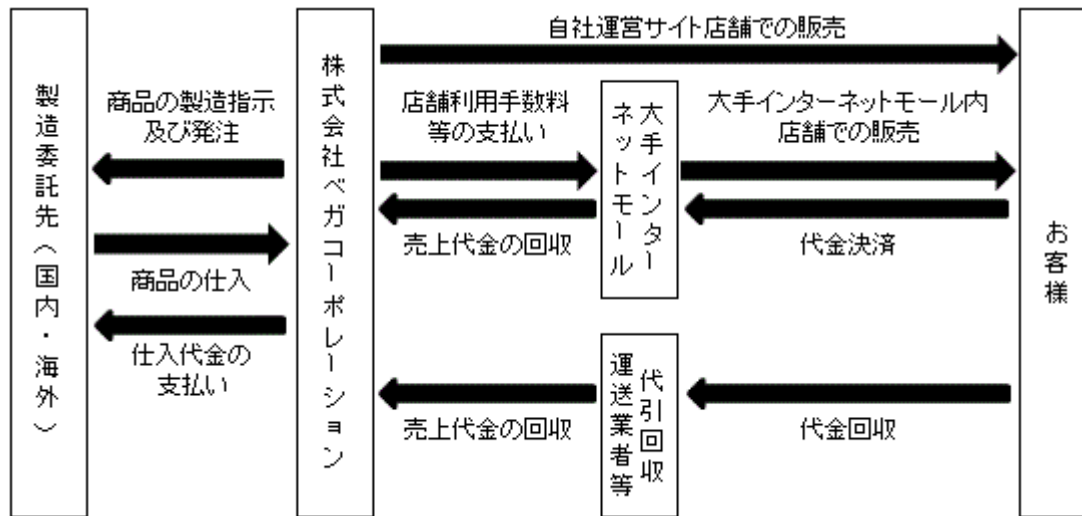 自社運営サイト店舗での販売
製造委託先（国内・海外）
商品の製造指示
及び発注
商品の仕入
仕入代金の
支払い
株式会社ベガコーポレーション
店舗利用手数料
等の支払い
売上代金の回収
大手インター
ネットモール
大手インターネットモール内
店舗での販売
代金決済
売上代金の回収
代引回収
運送業者等
代金回収
お客様